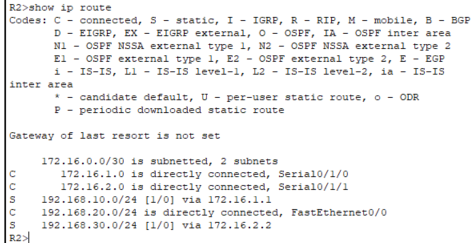 R2>show ip route
Codes: C - connected, S - static, I - IGRP, R - RIP, M - mobile, B - BGP
D - EIGRP, EX - EIGRP external, O - OSPF, IA - OSPF inter area
N1 - OSPF NSSA external type 1, N2 - OSPF NSSA external type 2
E1 - OSPF external type 1, E2 - OSPF external type 2, E - EGP
i - IS-IS, L1 - IS-IS level-1, L2 - IS-IS level-2, ia - IS-IS
inter area
* - candidate default, U - per-user static route, o - ODR
P - periodic downloaded static route
Gateway of last resort is not set
172.16.0.0/30 is subnetted, 2 subnets
C 172.16.1.0 is directly connected, Serial0/1/0
C 172.16.2.0 is directly connected, Serial0/1/1
S 192.168.10.0/24 [1/0] via 172.16.1.1
C 192.168.20.0/24 is directly connected, FastEthernet0/0
S 192.168.30.0/24 [1/0] via 172.16.2.2
R2>